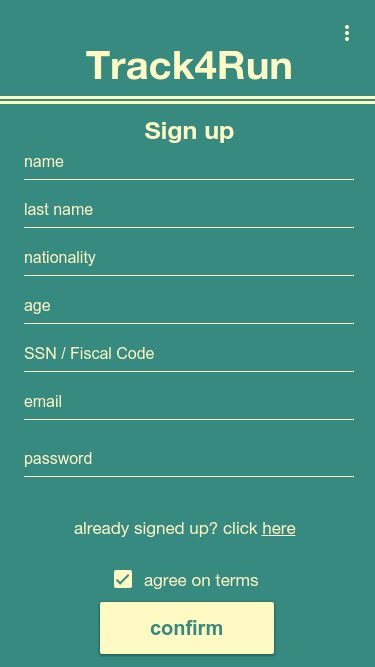 Track4Run
Sign up
name
last name
nationality
age
SSN / Fiscal Code
email
password
already signed up? click here
agree on terms
confirm